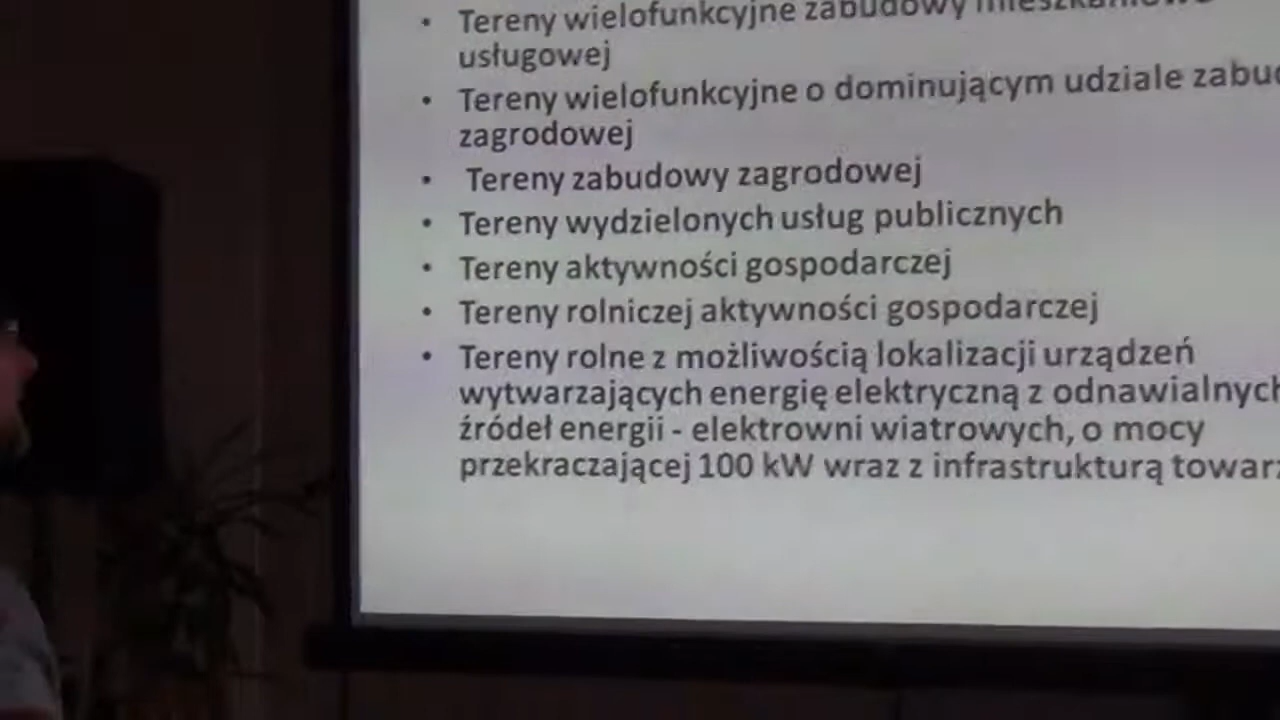 • Tereny wielofunkcyjne zabudowy mieszkaniowo
usługowej
• Tereny wielofunkcyjne o dominującym udziale
zagrodowej
• Tereny zabudowy zagrodowej
• Tereny wydzielonych usług publicznych
• Tereny aktywności gospodarczej
• Tereny rolniczej aktywności gospodarczej
• Tereny rolne z możliwością lokalizacji urządzeń
wytwarzających energię elektryczną z odnawialnych
źródeł energii - elektrowni wiatrowych, o mocy
przekraczającej 100 kW wraz z infrastrukturą